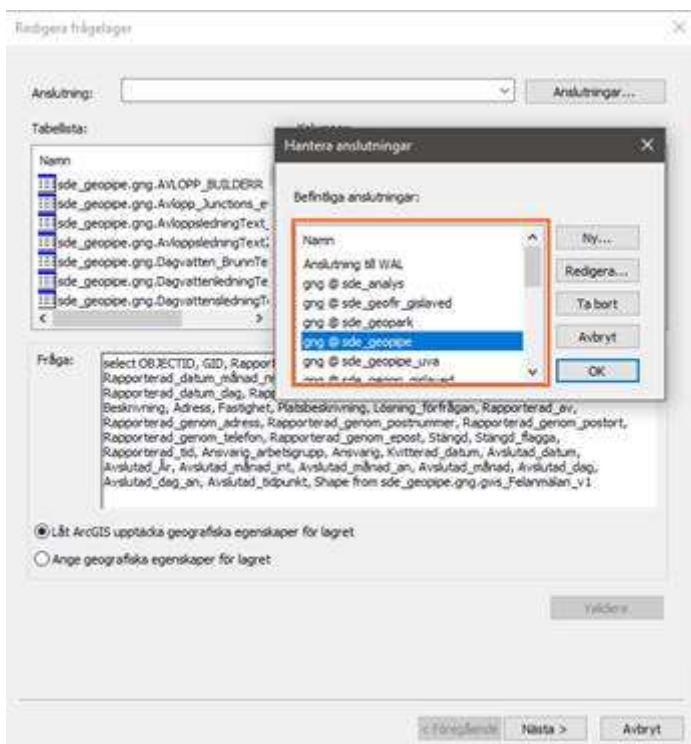 Redigera frågelager
Anslutning:
Anslutningar...
Tabellista:
Namn
sde_geopipe.gng.AVLOPP_BUILDERR
sde_geopipe.gng.Avlopp_Junctions_e
sde_geopipe.gng.AvloppsledningText_
sde_geopipe.gng.AvloppsledningText2
sde_geopipe.gng.Dagvatten_BrunnTe
sde_geopipe.gng.DagvattenledningTe
sde_geopipe.gng.DagvattensledningTe
Hantera anslutningar
Befintliga anslutningar:
Namn
Anslutning till WAL
gng @ sde_analys
gng @ sde_geofir_gislaved
gng @ sde_geopark
gng @ sde_geopipe
gng @ sde_geopipe_uva
Ny...
Redigera...
Ta bort
Avbryt
OK
Fråga:
select OBJECTID, GID, Rapport
Rapporterad_datum_månad_
Rapporterad_datum_dag, Rapp
Beskrivning, Adress, Fastighet, Platsbeskrivning, Lösning_förfrågan, Rapporterad_av,
Rapporterad_genom_adress, Rapporterad_genom_postnummer, Rapporterad_genom_postort,
Rapporterad_genom_telefon, Rapporterad_genom_epost, Stängd, Stängd_flagga,
Rapporterad_tid, Ansvarig_arbetsgrupp, Ansvarig, Kvitterad_datum, Avslutad_datum,
Avslutad_År, Avslutad_månad_int, Avslutad_månad_an, Avslutad_månad, Avslutad_dag,
Avslutad_dag_an, Avslutad_tidpunkt, Shape from sde_geopipe.gng.gws_Felanmälan_v1
Låt ArcGIS upptäcka geografiska egenskaper för lagret
Ange geografiska egenskaper för lagret
Validera
< Föregående
Nästa >
Avbryt